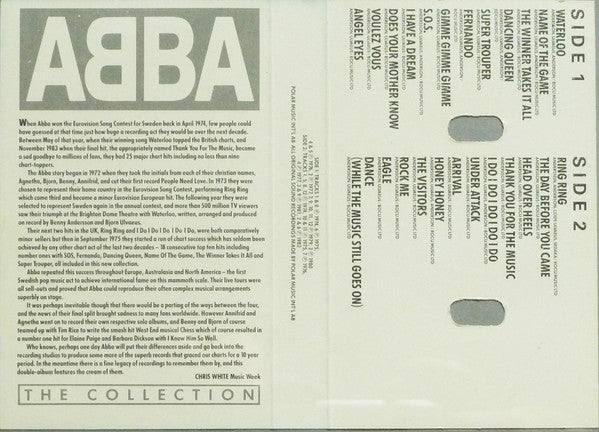 ABBA
When Abba won the Eurovision Song Contest for Sweden back in April 1974, few people could
have guessed at that time just how huge a recording act they would be over the next decade.
Between May of that year, when their winning song Waterloo topped the British charts, and
November 1983 when their final hit, the appropriately named Thank You For The Music, became
a sad goodbye to millions of fans, they had 25 major chart hits including no less than nine
chart-toppers.
The Abba story began in 1972 when they took the initials from each of their christian names,
Agnetha, Bjorn, Benny, Annifrid, and cut their first record People Need Love. In 1973 they were
chosen to represent their home country in the Eurovision Song Contest, performing Ring Ring
which came third and became a minor European hit. The following year they were
selected to represent Sweden again in the annual contest, and more than 500 million TV viewers
saw their triumph at the Brighton Dome Theatre with Waterloo, written, arranged and produced
on record by Benny Andersson and Bjorn Ulvaeus.
Their next two hits in the UK, Ring Ring and I Do I Do I Do I Do I Do, were both comparatively
minor sellers but then in September 1975 they started a run of chart success which has seldom been
achieved by any other chart act of the last two decades – 18 consecutive top ten hits including
number ones with SOS, Fernando, Dancing Queen, Name Of The Game, The Winner Takes It All and
Super Trouper, all included in this new collection.
Abba repeated this success throughout Europe, Australasia and North America – the first
Swedish pop music act to achieve international fame on this mammoth scale. Their live tours were
all sell-outs and proved that Abba could reproduce their often complex musical arrangements
superbly on stage.
It was perhaps inevitable though that there would be a parting of the ways between the four,
and the news of their final split brought sadness to many fans worldwide. However Annifrid and
Agnetha went on to record their own respective solo albums, and Benny and Bjorn of course
teamed up with Tim Rice to write the smash hit West End musical Chess which of course resulted in
a number one hit for Elaine Paige and Barbara Dickson with I Know Him So Well.
Who knows, perhaps one day Abba will put their differences aside and go back into the
recording studios to produce some more of the superb records that graced our charts for a 10 year
period. In the meantime there is a fine legacy of recordings to remember them by, and this
double-album features the cream of them.
CHRIS WHITE Music Week
THE COLLECTION
SIDE 1
WATERLOO
NAME OF THE GAME
THE WINNER TAKES IT ALL
DANCING QUEEN
SUPER TROUPER
FERNANDO
GIMME GIMME GIMME
S.O.S.
I HAVE A DREAM
DOES YOUR MOTHER KNOW
VOULEZ VOUS
ANGEL EYES
SIDE 2
RING RING
THE DAY BEFORE YOU CAME
HEAD OVER HEELS
THANK YOU FOR THE MUSIC
I DO I DO I DO I DO I DO
UNDER ATTACK
ARRIVAL
HONEY HONEY
THE VISITORS
ROCK ME
EAGLE
DANCE
(WHILE THE MUSIC STILL GOES ON)